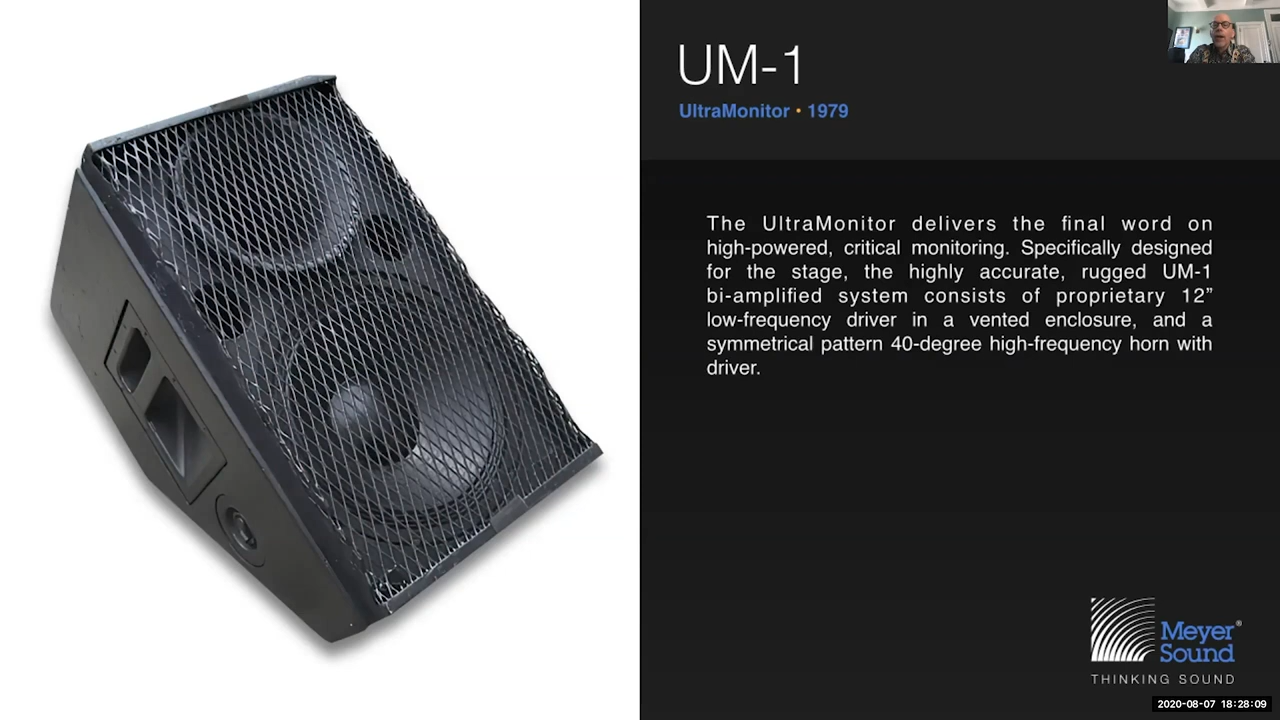 UM-1
UltraMonitor • 1979
The UltraMonitor delivers the final word on
high-powered, critical monitoring. Specifically designed
for the stage, the highly accurate, rugged UM-1
bi-amplified system consists of proprietary 12”
low-frequency driver in a vented enclosure, and a
symmetrical pattern 40-degree high-frequency horn with
driver.
Meyer®
Sound
THINKING SOUND
2020-08-07 18:28:09